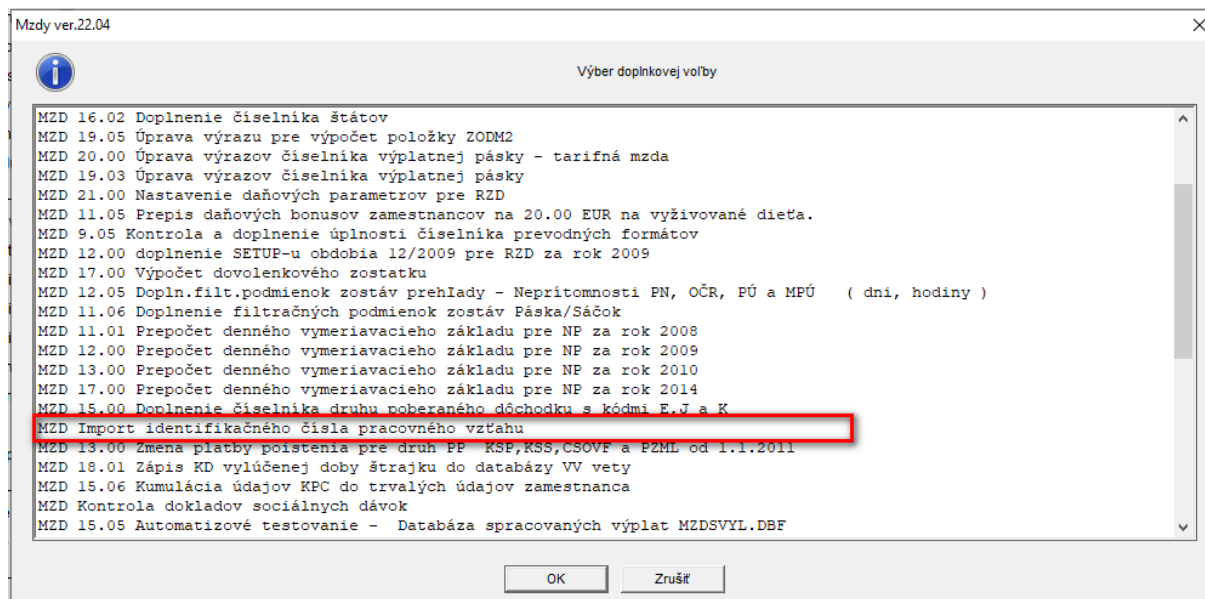 Mzdy ver.22.04
Výber doplnkovej voľby
MZD 16.02 Doplnenie číselníka štátov
MZD 19.05 Úprava výrazu pre výpočet položky ZODM2
MZD 20.00 Úprava výrazov číselníka výplatnej pásky - tarifná mzda
MZD 19.03 Úprava výrazov číselníka výplatnej pásky
MZD 21.00 Nastavenie daňových parametrov pre RZD
MZD 11.05 Prepis daňových bonusov zamestnancov na 20.00 EUR na vyživované dieťa.
MZD 9.05 Kontrola a doplnenie úplnosti číselníka prevodných formátov
MZD 12.00 doplnenie SETUP-u obdobia 12/2009 pre RZD za rok 2009
MZD 17.00 Výpočet dovolenkového zostatku
MZD 12.05 Dopln.filt.podmienok zostáv prehIady - Neprítomnosti PN, OČR, PÚ a MPÚ ( dni, hodiny )
MZD 11.06 Doplnenie filtračných podmienok zostáv Páska/Sáčok
MZD 11.01 Prepočet denného vymeriavacieho základu pre NP za rok 2008
MZD 12.00 Prepočet denného vymeriavacieho základu pre NP za rok 2009
MZD 13.00 Prepočet denného vymeriavacieho základu pre NP za rok 2010
MZD 17.00 Prepočet denného vymeriavacieho základu pre NP za rok 2014
MZD 15.00 Doplnenie číselníka druhu poberaného dôchodku s kódmi E,J a K
MZD Import identifikačného čísla pracovného vzťahu
MZD 13.00 Zmena platby poistenia pre druh PP KSP,KSS,CSOVF a PZML od 1.1.2011
MZD 18.01 Zápis KD vylúčenej doby štrajku do databázy VV vety
MZD 15.06 Kumulácia údajov KPC do trvalých údajov zamestnanca
MZD Kontrola dokladov sociálnych dávok
MZD 15.05 Automatizové testovanie - Databáza spracovaných výplat MZDSVYL.DBF
OK
Zrušiť